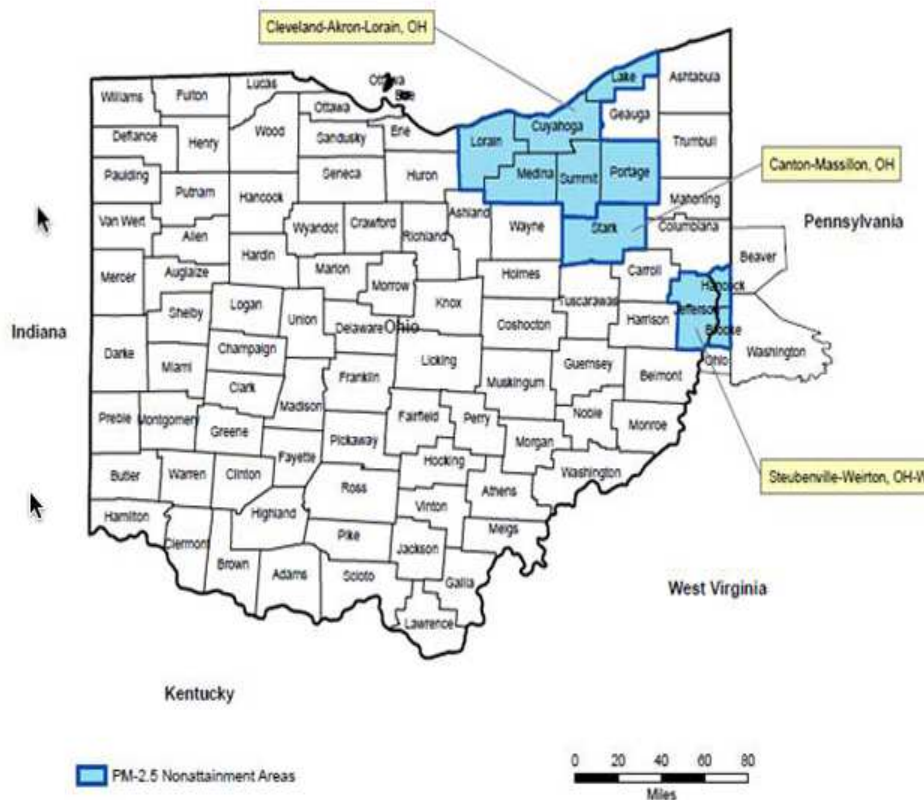 Cleveland-Akron-Lorain, OH
Lake
Ashtabula
Williams
Fulton
Lucas
Ottawa
Erie
Ottawa
Geauga
Cuyahoga
Lorain
Wood
Erie
Sandusky
Defiance
Henry
Trumbull
Canton-Massillon, OH
Paulding
Seneca
Huron
Medina
Summit
Portage
Putnam
Hancock
Mahoning
Van Wert
Ashland
Wyandot
Crawford
Richland
Wayne
Stark
Columbiana
Pennsylvania
Allen
Hardin
Beaver
Mercer
Auglaize
Marion
Holmes
Carroll
Morrow
Hancock
Shelby
Logan
Union
Knox
Tuscarawas
Jefferson
Indiana
Delaware
Ohio
Coshocton
Harrison
Brooke
Darke
Champaign
Ohio
Washington
Miami
Licking
Guernsey
Clark
Franklin
Muskingum
Belmont
Madison
Preble
Montgomery
Greene
Fairfield
Perry
Noble
Monroe
Pickaway
Morgan
Fayette
Hocking
Butler
Warren
Clinton
Washington
Steubenville-Weirton, OH-W
Ross
Athens
Vinton
Hamilton
Highland
Meigs
Clermont
Pike
Jackson
Brown
Adams
Scioto
Gallia
West Virginia
Lawrence
Kentucky
PM-2.5 Nonattainment Areas
0 20 40 60 80
Miles